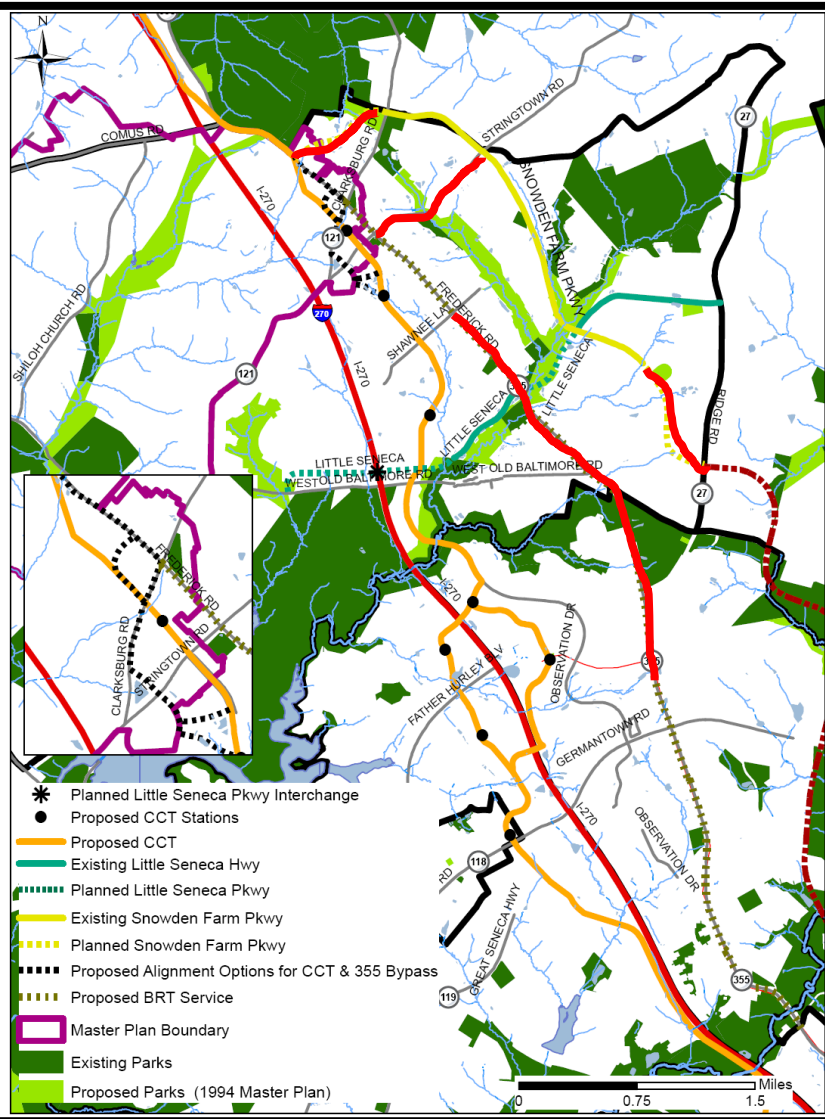 N
COMUS RD
I-270
CLARKSBURG RD
STRINGTOWN RD
27
SNOWDEN FARM PKWY
121
SHILOH CHURCH RD
270
FREDERICK RD
SHAWNEE LA
I-270
121
LITTLE SENECA
LITTLE SENECA
RIDGE RD
LITTLE SENECA
WEST OLD BALTIMORE RD
WEST OLD BALTIMORE RD
27
FREDERICK RD
CLARKSBURG RD
STRINGTOWN RD
I-270
OBSERVATION DR
FATHER HURLEY BLV
GERMANTOWN RD
I-270
OBSERVATION DR
118
RD
GREAT SENECA HWY
119
355
Planned Little Seneca Pkwy Interchange
Proposed CCT Stations
Proposed CCT
Existing Little Seneca Hwy
Planned Little Seneca Pkwy
Existing Snowden Farm Pkwy
Planned Snowden Farm Pkwy
Proposed Alignment Options for CCT & 355 Bypass
Proposed BRT Service
Master Plan Boundary
Existing Parks
Proposed Parks (1994 Master Plan)
Miles
0 0.75 1.5